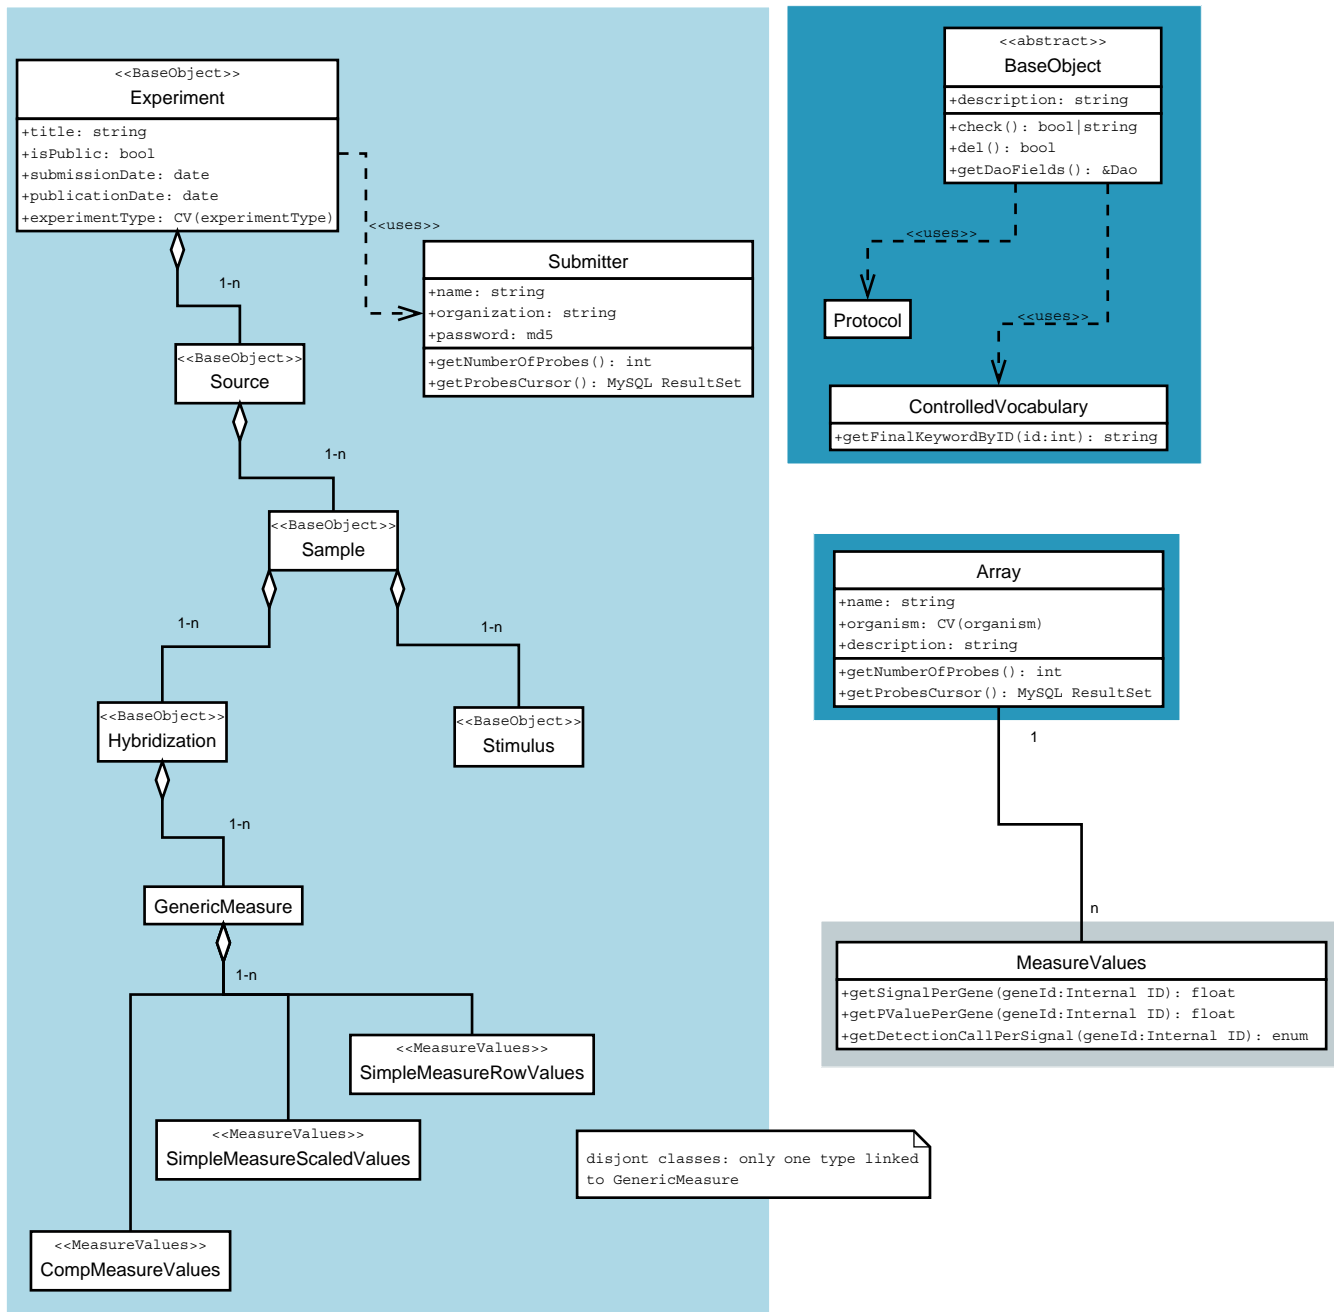 <<BaseObject>>
Experiment
+title: string
+isPublic: bool
+submissionDate: date
+publicationDate: date
+experimentType: CV(experimentType)
<<uses>>
1-n
Submitter
+name: string
+organization: string
+password: md5
+getNumberOfProbes(): int
+getProbesCursor(): MySQL ResultSet
<<BaseObject>>
Source
1-n
<<BaseObject>>
Sample
1-n
1-n
<<BaseObject>>
Hybridization
<<BaseObject>>
Stimulus
1-n
GenericMeasure
1-n
<<MeasureValues>>
SimpleMeasureRowValues
<<MeasureValues>>
SimpleMeasureScaledValues
<<MeasureValues>>
CompMeasureValues
disjont classes: only one type linked
to GenericMeasure
<<abstract>>
BaseObject
+description: string
+check(): bool|string
+del(): bool
+getDaoFields(): &Dao
<<uses>>
Protocol
<<uses>>
ControlledVocabulary
+getFinalKeywordByID(id:int): string
Array
+name: string
+organism: CV(organism)
+description: string
+getNumberOfProbes(): int
+getProbesCursor(): MySQL ResultSet
1
n
MeasureValues
+getSignalPerGene(geneId:Internal ID): float
+getPValuePerGene(geneId:Internal ID): float
+getDetectionCallPerSignal(geneId:Internal ID): enum